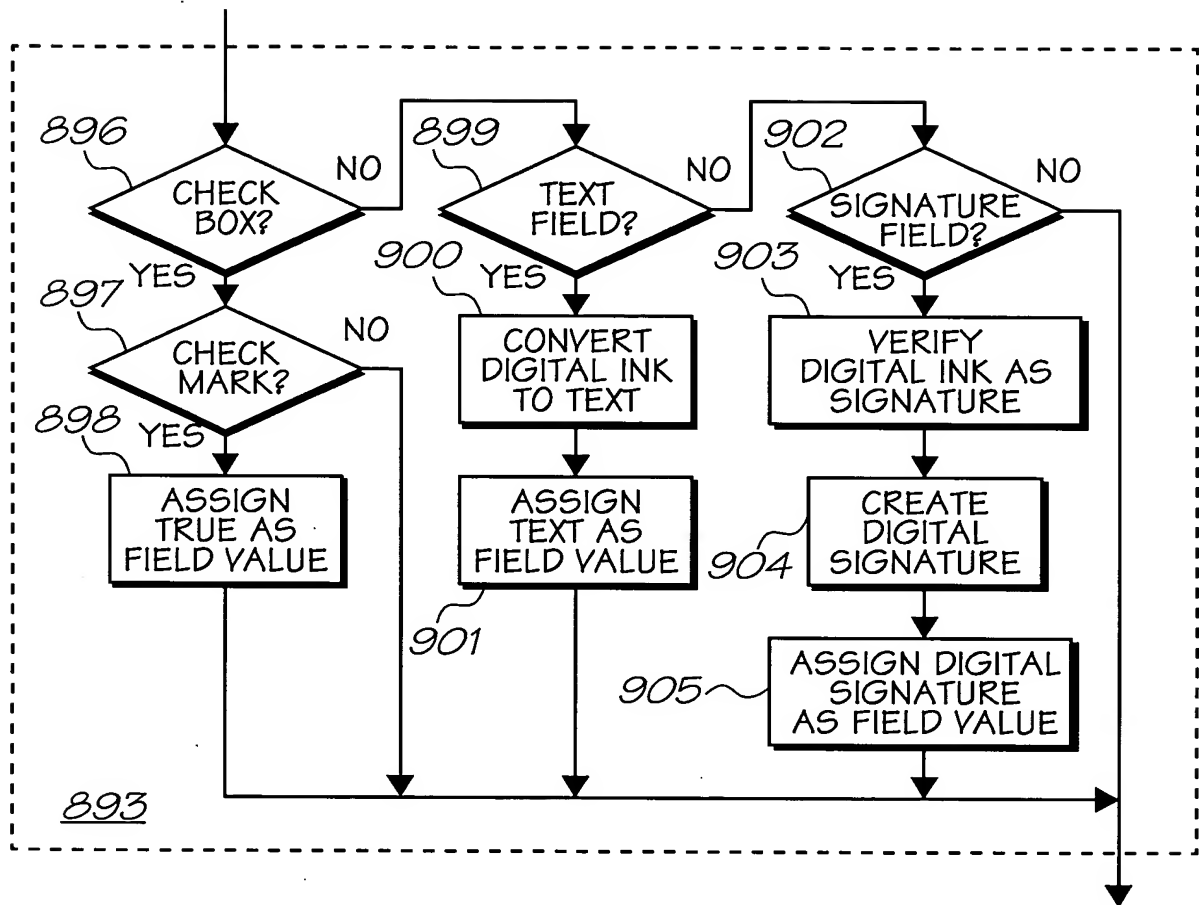 896
CHECK
BOX?
NO
YES
897
CHECK
MARK?
NO
YES
898
ASSIGN
TRUE AS
FIELD VALUE
899
TEXT
FIELD?
NO
YES
900
CONVERT
DIGITAL INK
TO TEXT
ASSIGN
TEXT AS
FIELD VALUE
901
902
SIGNATURE
FIELD?
NO
YES
903
VERIFY
DIGITAL INK AS
SIGNATURE
CREATE
DIGITAL
SIGNATURE
904
ASSIGN DIGITAL
SIGNATURE
AS FIELD VALUE
905
893